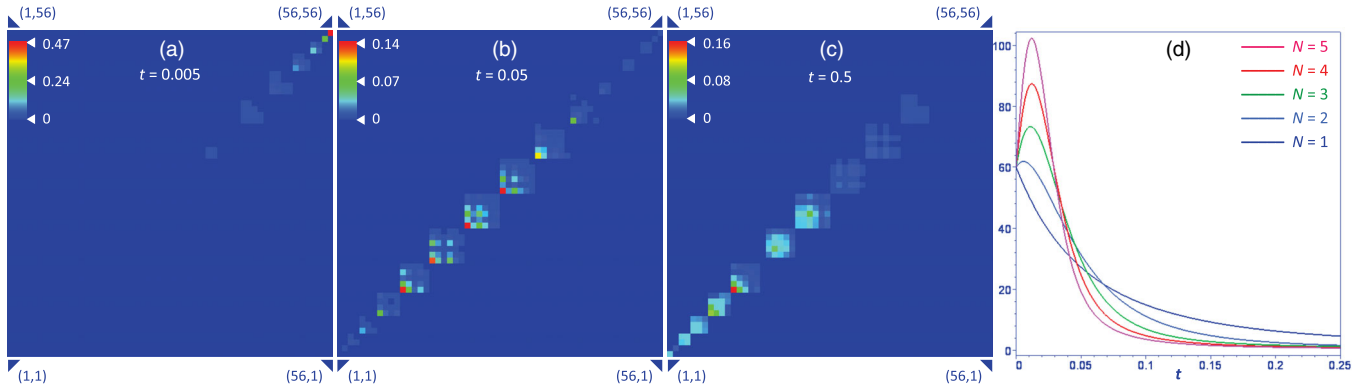 (1,56) (56,56) (1,56) (56,56) (1,56) (56,56)
(a) (b) (c) (d)
0.47 0.14 0.16
t = 0.005 t = 0.05 t = 0.5
0.24 0.07 0.08
0 0 0
(1,1) (56,1) (1,1) (56,1) (1,1) (56,1)
100
80
60
40
20
0
N = 5
N = 4
N = 3
N = 2
N = 1
0 0.05 0.1 0.15 0.2 0.25
t